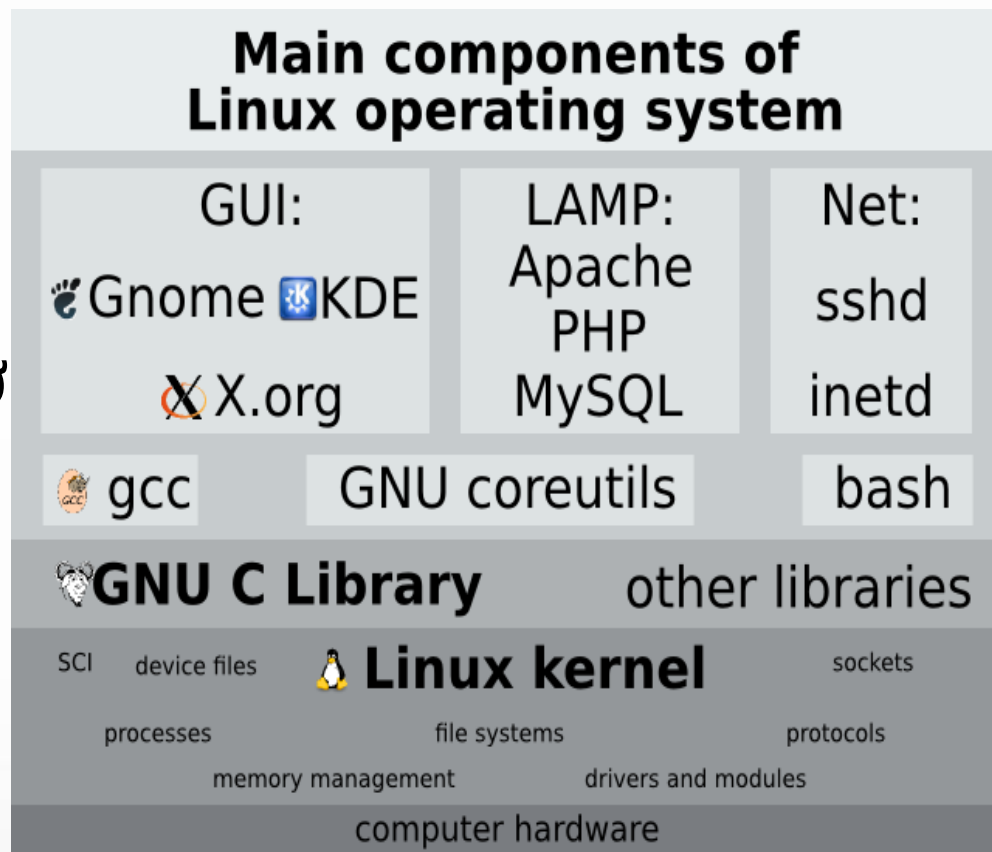 Main components of
Linux operating system
GUI:
Gnome KDE
X.org
LAMP:
Apache
PHP
MySQL
Net:
sshd
inetd
GCC gcc
GNU coreutils
bash
GNU C Library
other libraries
SCI
device files
Linux kernel
sockets
processes
file systems
protocols
memory management
drivers and modules
computer hardware